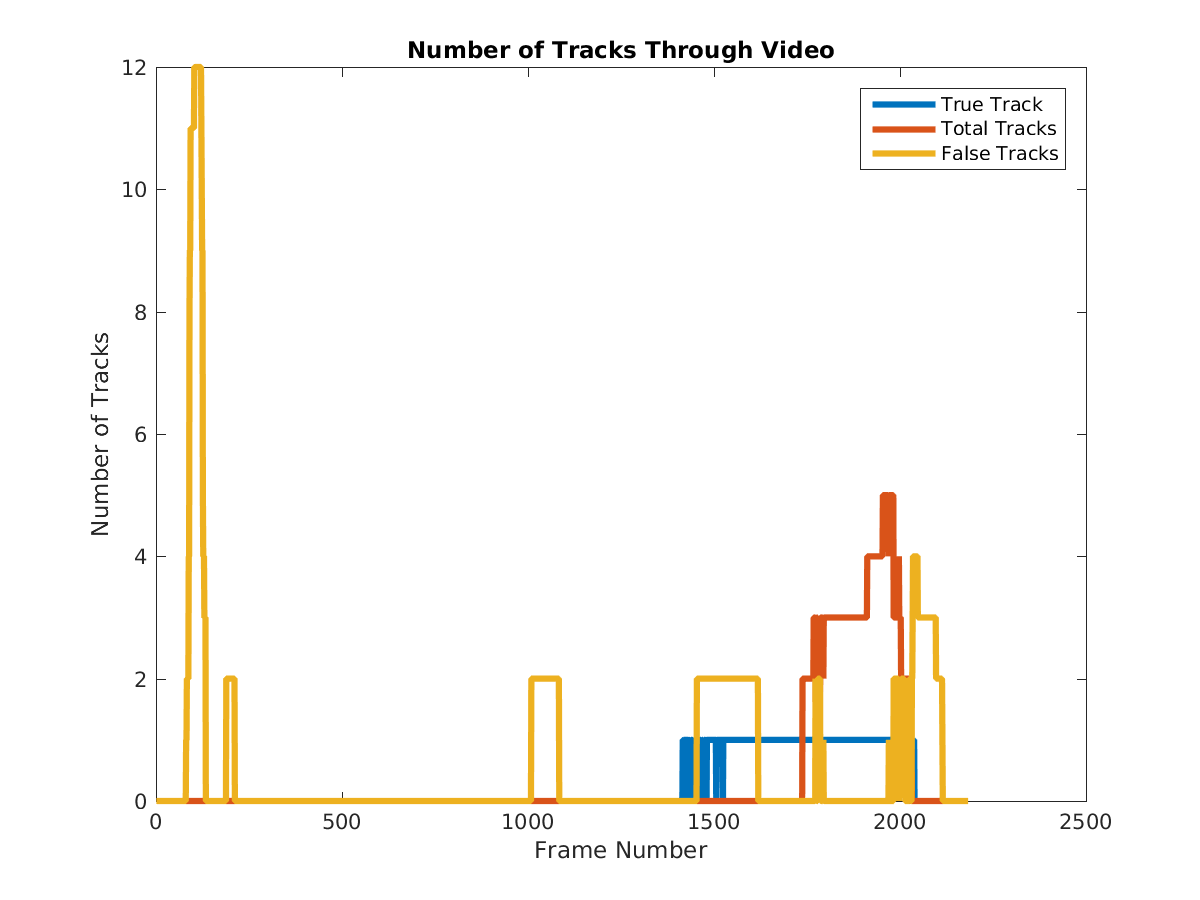 Number of Tracks Through Video
True Track
Total Tracks
False Tracks
12
10
8
6
4
2
0
Number of Tracks
0
500
1000
1500
2000
2500
Frame Number